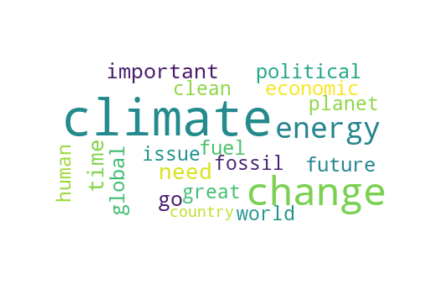 important political
clean economic
planet
climate energy
human time global issue fuel
need fossil future
go great change
country world